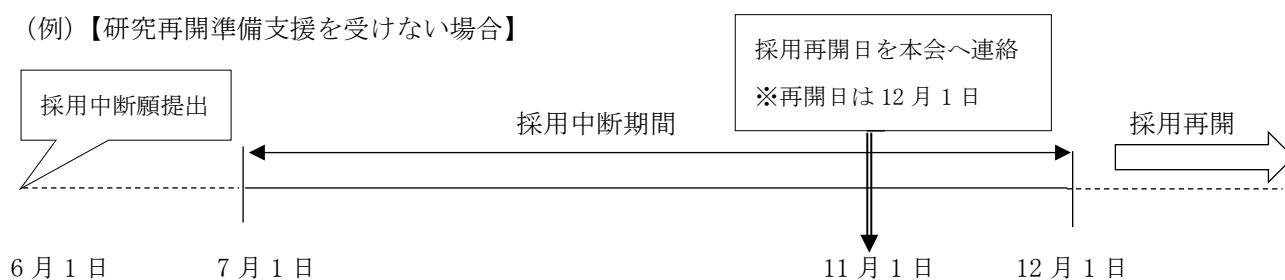 (例)【研究再開準備支援を受けない場合】
採用再開日を本会へ連絡
※再開日は 12 月 1 日
採用中断願提出
採用中断期間
採用再開
6 月 1 日
7 月 1 日
11 月 1 日
12 月 1 日